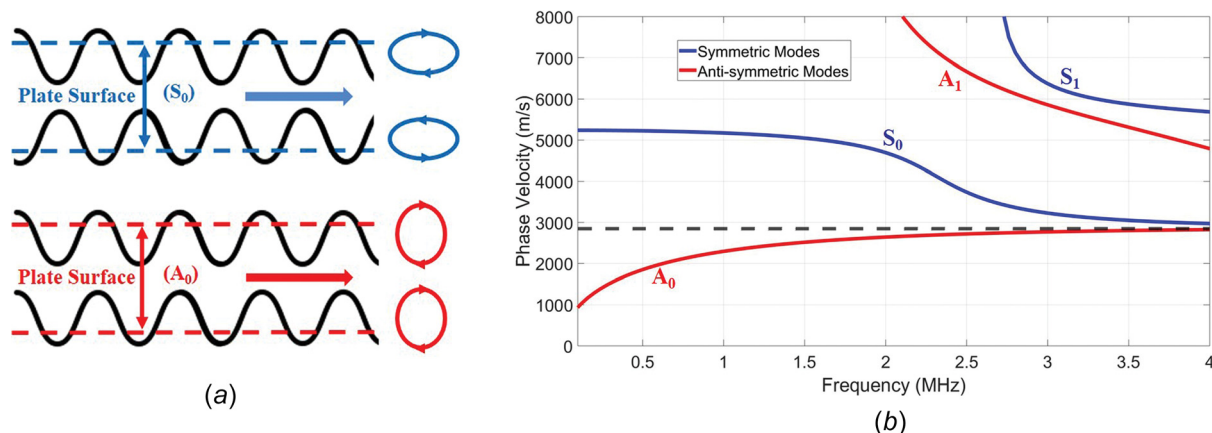 Plate Surface
(S0)
Plate Surface
(A0)
(a)
8000
7000
6000
5000
4000
3000
2000
1000
0
Phase Velocity (m/s)
Symmetric Modes
Anti-symmetric Modes
A1
S1
S0
A0
0.5
1
1.5
2
2.5
3
3.5
4
Frequency (MHz)
(b)